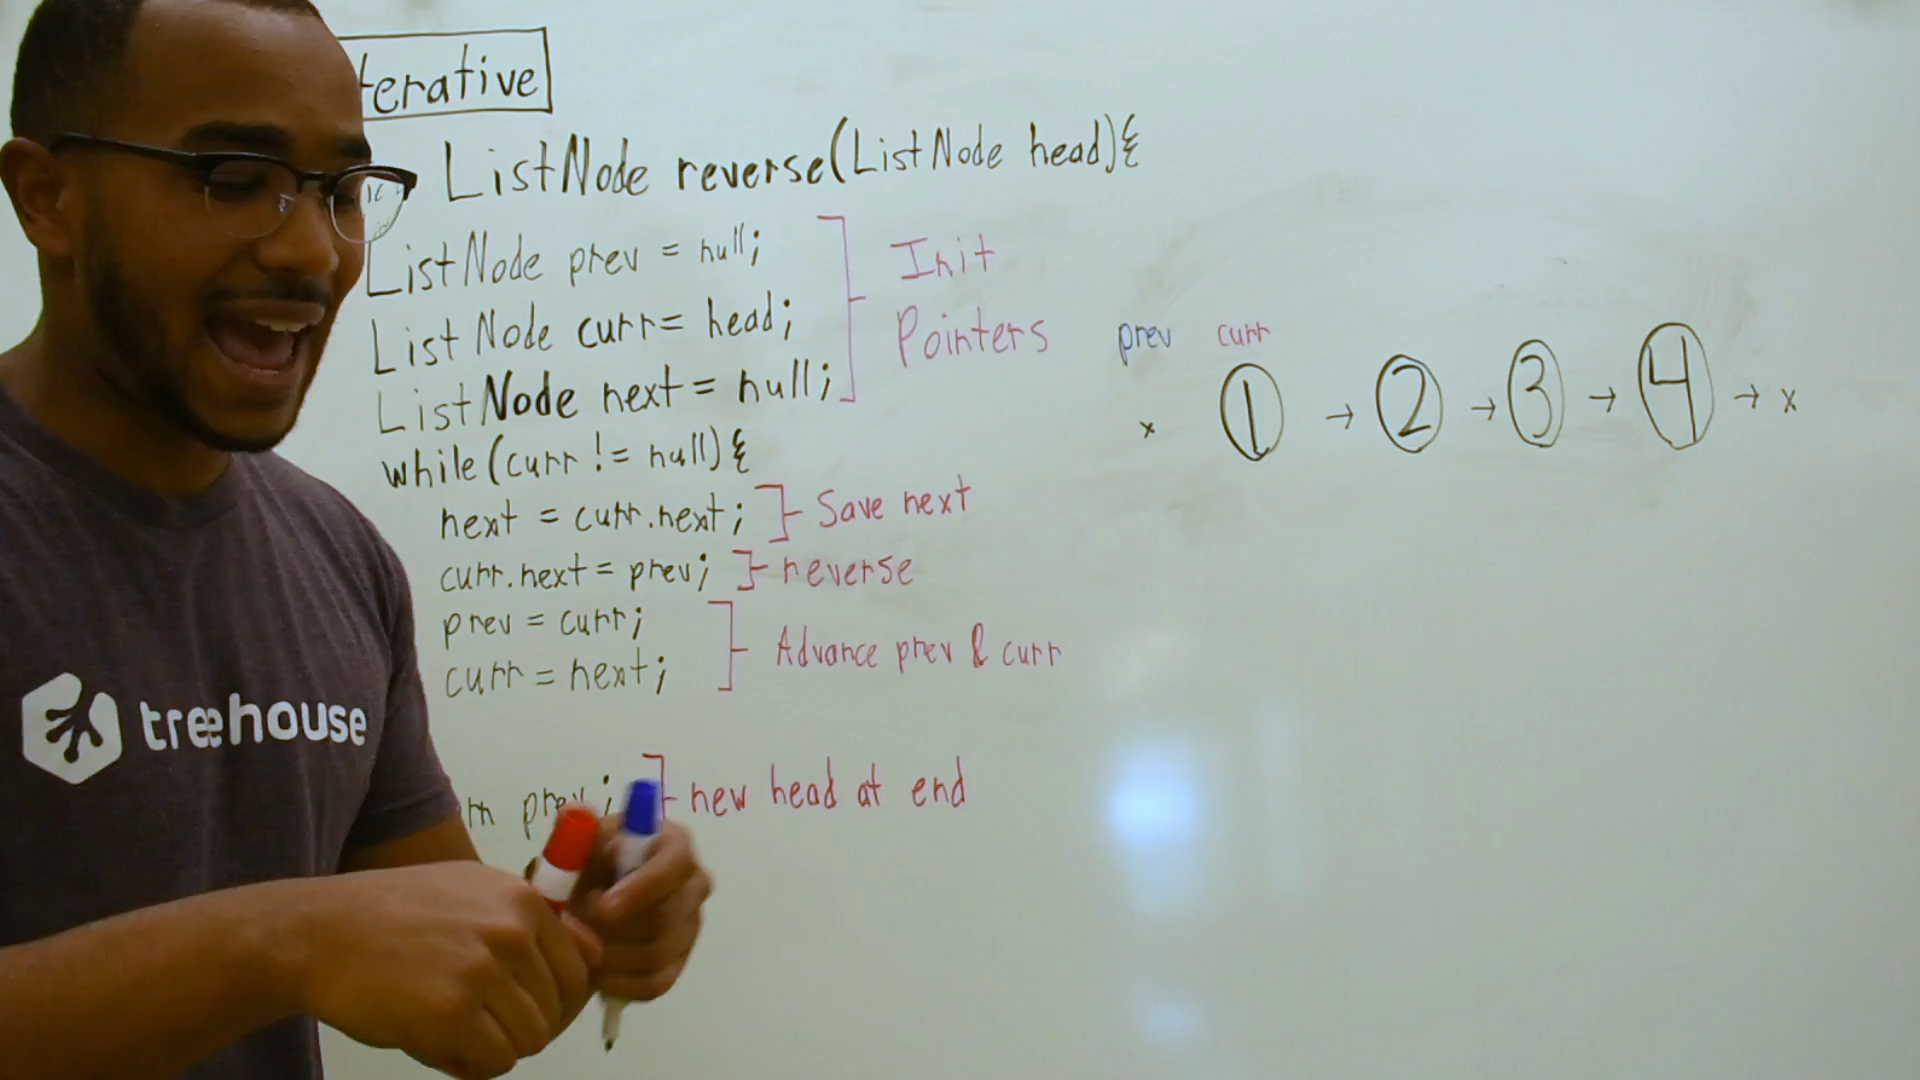 terative
ListNode reverse(ListNode head){
ListNode prev = null;
ListNode curr = head;
ListNode next = null;
Init
Pointers
while(curr != null){
next = curr.next;
Save next
curr.next = prev;
reverse
prev = curr;
curr = next;
Advance prev & curr
rn prev;
new head at end
prev curr
x 1 → 2 → 3 → 4 → x
treehouse